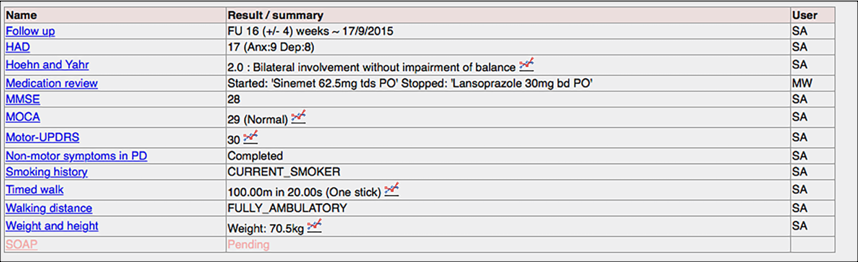 Name Result / summary User
Follow up FU 16 (+/- 4) weeks ~ 17/9/2015 SA
HAD 17 (Anx:9 Dep:8) SA
Hoehn and Yahr 2.0 : Bilateral involvement without impairment of balance SA
Medication review Started: 'Sinemet 62.5mg tds PO' Stopped: 'Lansoprazole 30mg bd PO' MW
MMSE 28 SA
MOCA 29 (Normal) SA
Motor-UPDRS 30 SA
Non-motor symptoms in PD Completed SA
Smoking history CURRENT_SMOKER SA
Timed walk 100.00m in 20.00s (One stick) SA
Walking distance FULLY_AMBULATORY SA
Weight and height Weight: 70.5kg SA
SOAP Pending